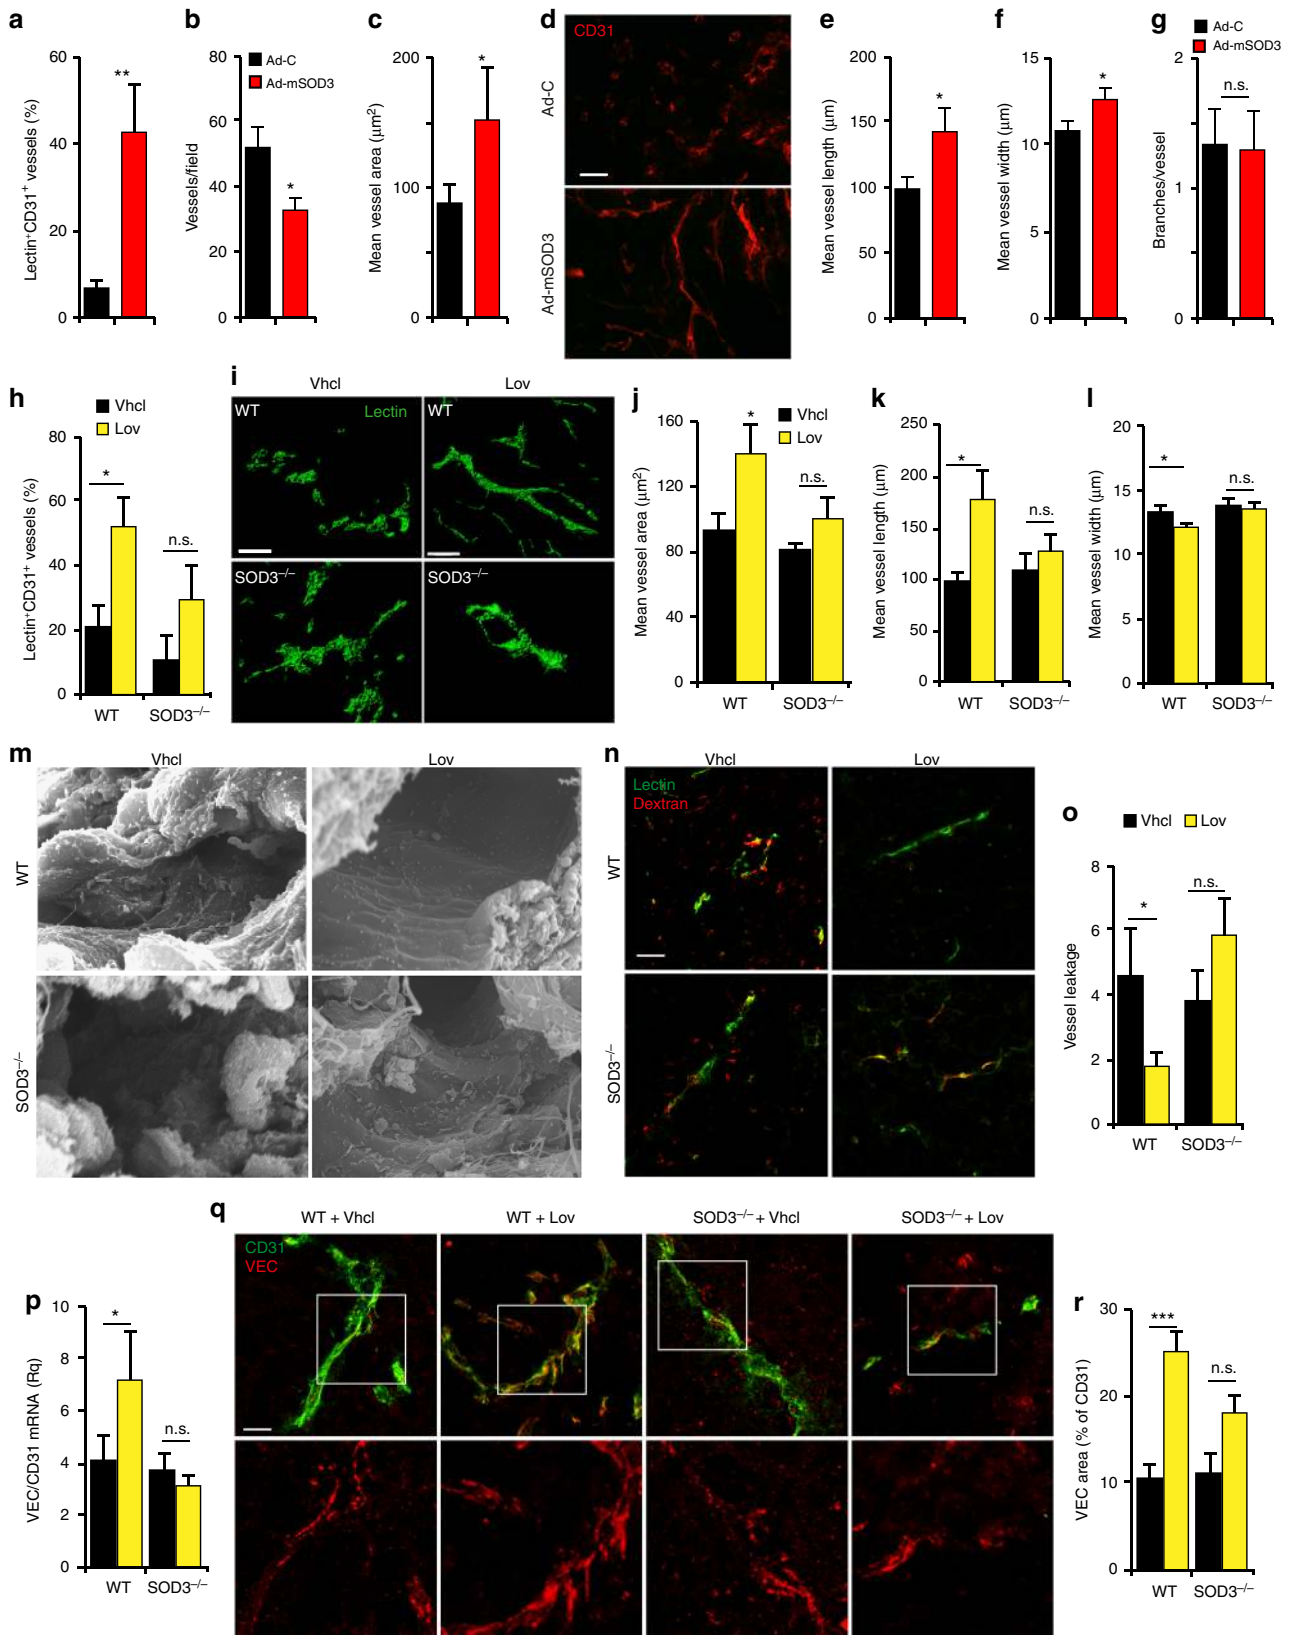 a
60
40
20
0
Lectin⁺CD31⁺ vessels (%)
**
b
80
60
40
20
0
Vessels/field
Ad-C
Ad-mSOD3
*
c
200
100
0
Mean vessel area (μm²)
*
d
CD31
Ad-C
Ad-mSOD3
e
200
150
100
50
0
Mean vessel length (μm)
*
f
15
10
5
0
Mean vessel width (μm)
*
g
Ad-C
Ad-mSOD3
2
1
0
Branches/vessel
n.s.
h
Vhcl
Lov
80
60
40
20
0
Lectin⁺CD31⁺ vessels (%)
*
n.s.
WT
SOD3⁻/⁻
i
Vhcl
Lov
WT
Lectin
WT
SOD3⁻/⁻
SOD3⁻/⁻
j
160
120
80
40
0
Mean vessel area (μm²)
Vhcl
Lov
*
n.s.
WT
SOD3⁻/⁻
k
250
200
150
100
50
0
Mean vessel length (μm)
*
n.s.
WT
SOD3⁻/⁻
l
20
15
10
5
0
Mean vessel width (μm)
*
n.s.
WT
SOD3⁻/⁻
m
Vhcl
Lov
WT
SOD3⁻/⁻
n
Vhcl
Lov
Lectin
Dextran
WT
SOD3⁻/⁻
o
Vhcl
Lov
8
6
4
2
0
Vessel leakage
*
n.s.
WT
SOD3⁻/⁻
p
10
8
6
4
2
0
VEC/CD31 mRNA (Rq)
*
n.s.
WT
SOD3⁻/⁻
q
WT + Vhcl
WT + Lov
SOD3⁻/⁻ + Vhcl
SOD3⁻/⁻ + Lov
CD31
VEC
r
30
20
10
0
VEC area (% of CD31)
***
n.s.
WT
SOD3⁻/⁻